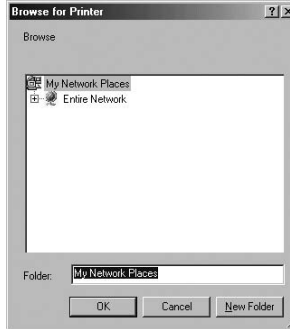 Browse for Printer
Browse
My Network Places
Entire Network
Folder: My Network Places
OK Cancel New Folder